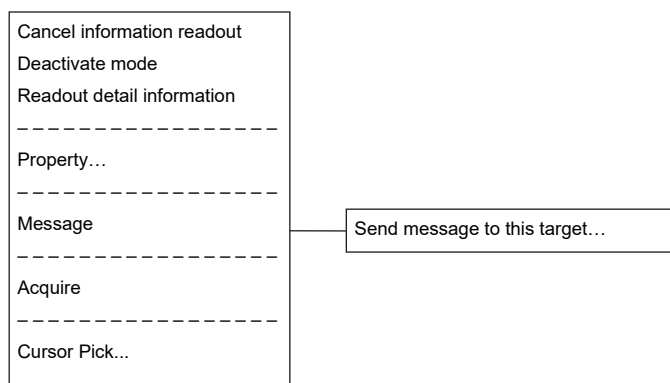 Cancel information readout
Deactivate mode
Readout detail information
Property…
Message
Send message to this target…
Acquire
Cursor Pick...